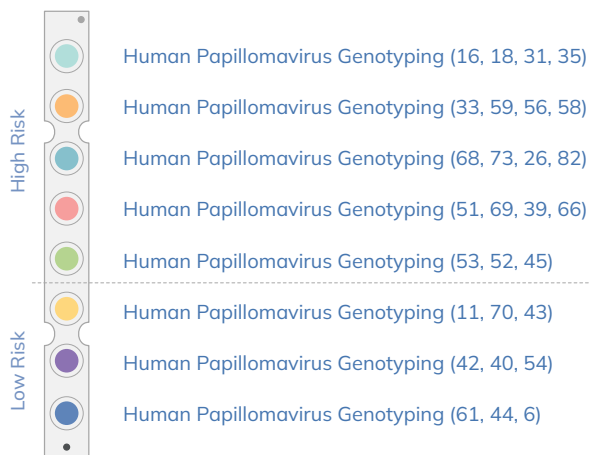 High Risk
Human Papillomavirus Genotyping (16, 18, 31, 35)
Human Papillomavirus Genotyping (33, 59, 56, 58)
Human Papillomavirus Genotyping (68, 73, 26, 82)
Human Papillomavirus Genotyping (51, 69, 39, 66)
Human Papillomavirus Genotyping (53, 52, 45)
Low Risk
Human Papillomavirus Genotyping (11, 70, 43)
Human Papillomavirus Genotyping (42, 40, 54)
Human Papillomavirus Genotyping (61, 44, 6)